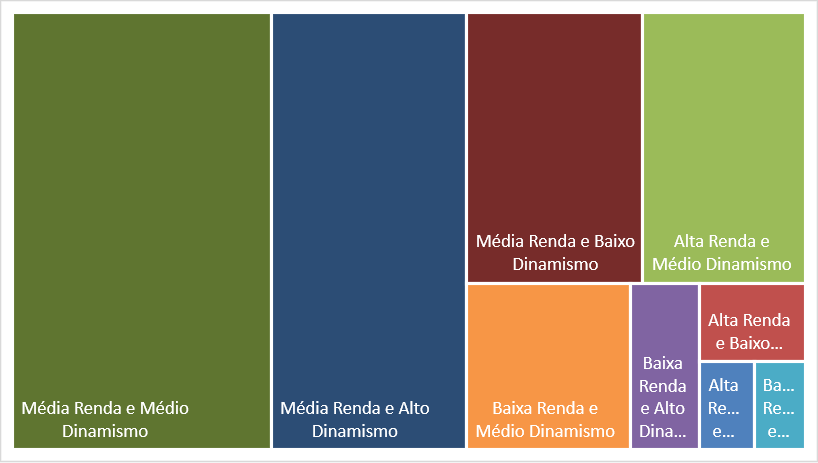 Média Renda e Médio
Dinamismo
Média Renda e Alto
Dinamismo
Média Renda e Baixo
Dinamismo
Alta Renda e
Médio Dinamismo
Baixa Renda e
Médio Dinamismo
Baixa
Renda
e Alto
Dina...
Alta Renda
e Baixo...
Alta
Re...
e...
Ba...
Re...
e...